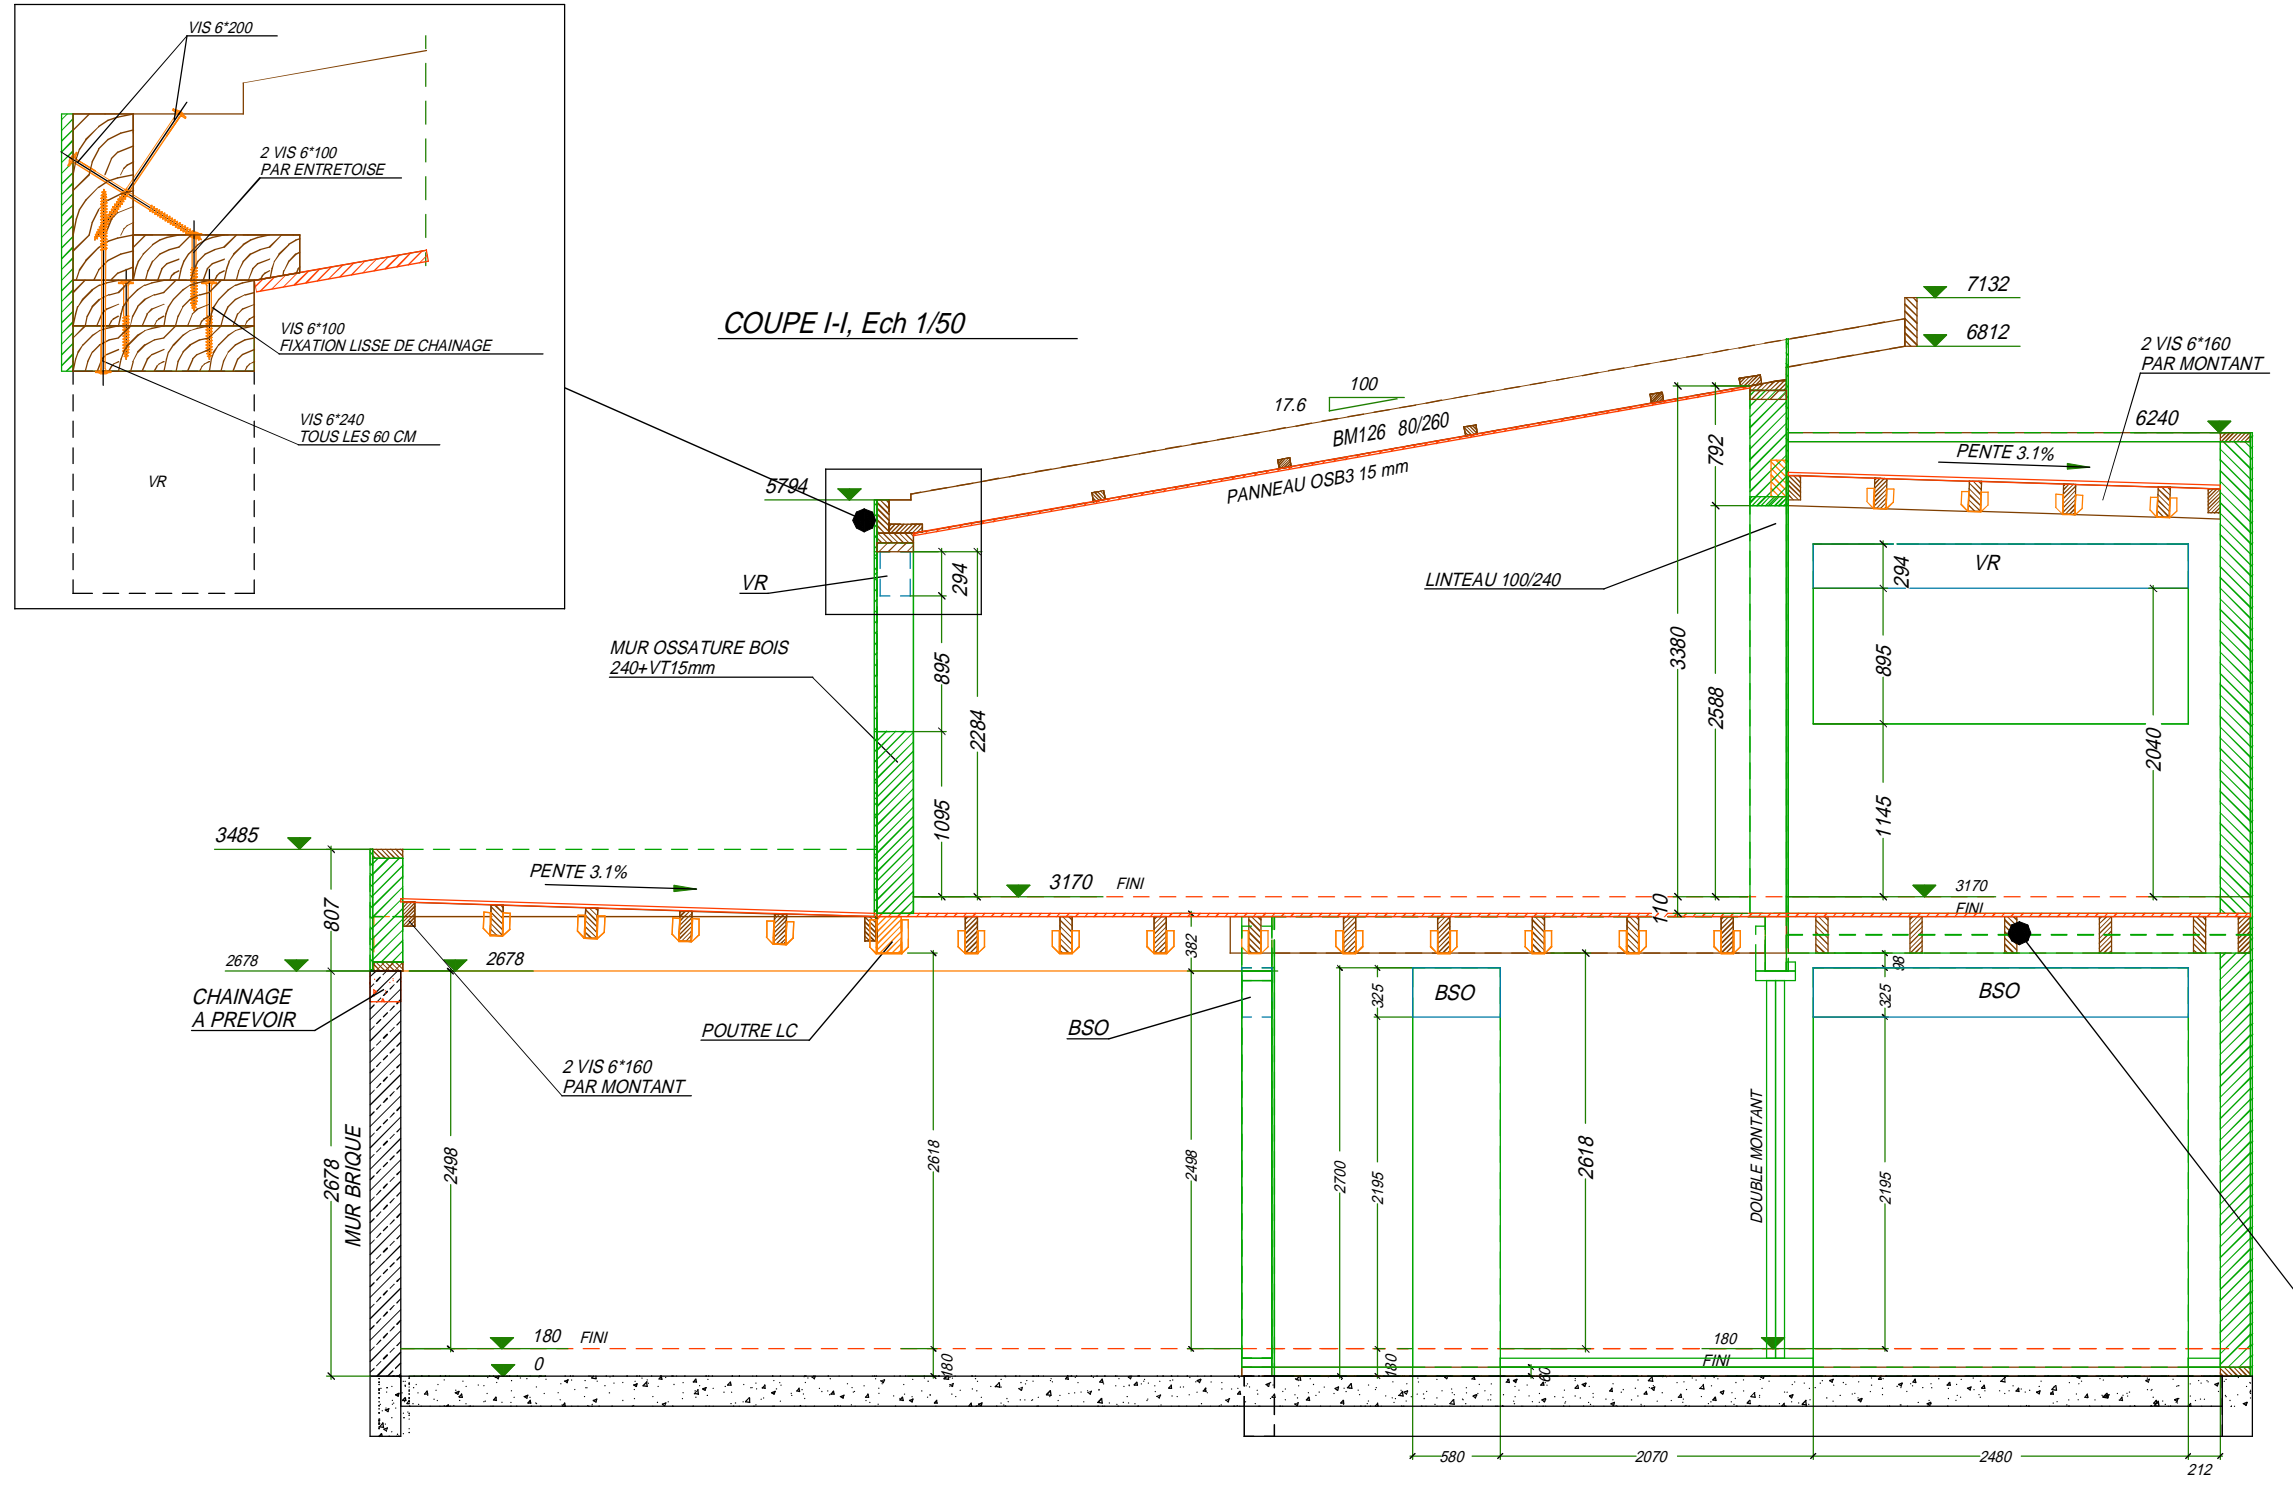 VIS 6*200
2 VIS 6*100
PAR ENTRETOISE
VIS 6*100
FIXATION LISSE DE CHAINAGE
VIS 6*240
TOUS LES 60 CM
VR
COUPE I-I, Ech 1/50
7132
6812
2 VIS 6*160
PAR MONTANT
100
17.6
BM126 80/260
PANNEAU OSB3 15 mm
6240
PENTE 3.1%
792
5794
VR
294
LINTEAU 100/240
VR
294
MUR OSSATURE BOIS
240+VT15mm
895
2284
1095
3380
2588
895
2040
1145
3485
PENTE 3.1%
3170 FINI
3170
FINI
110
807
2678
2678
382
98
CHAINAGE
A PREVOIR
POUTRE LC
BSO
325
BSO
325
BSO
2 VIS 6*160
PAR MONTANT
MUR BRIQUE
2678
2498
2618
2498
2700
2195
2618
DOUBLE MONTANT
2195
180 FINI
0
180
180
60
180
FINI
580
2070
2480
212